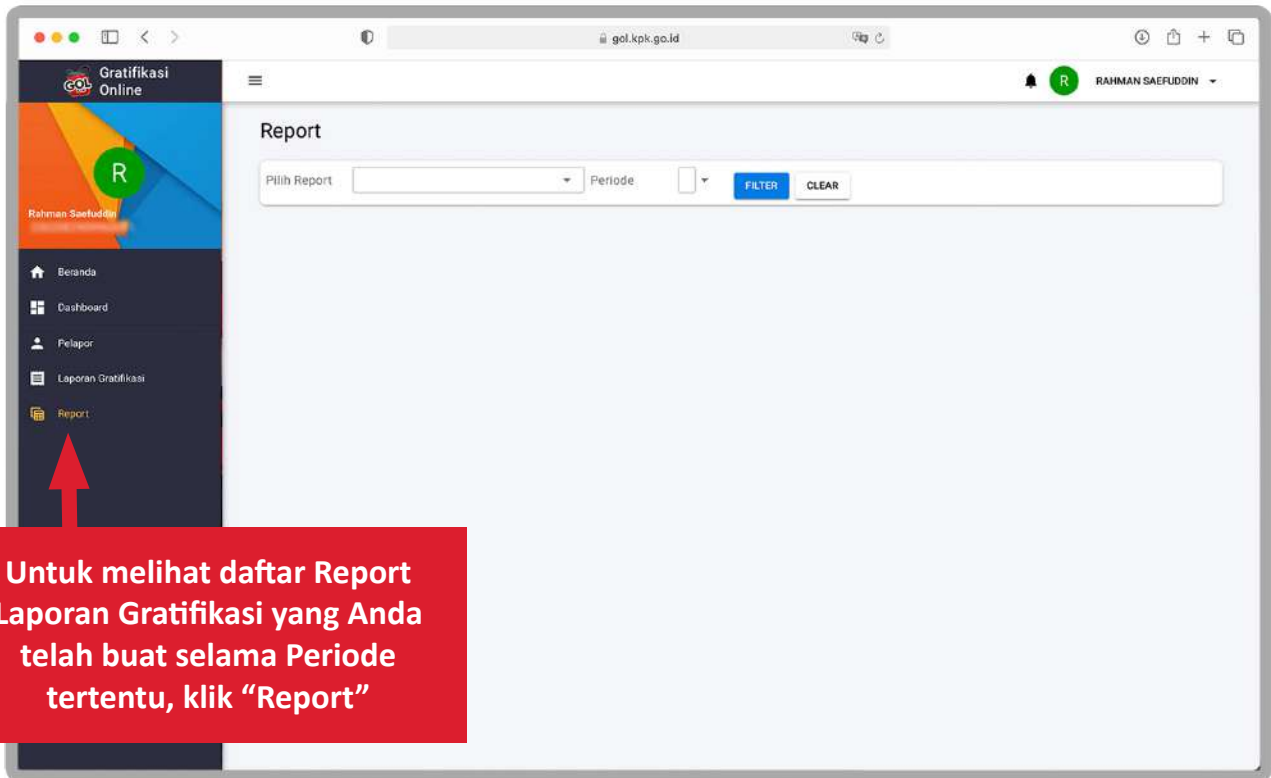 gol.kpk.go.id
GOL
Gratifikasi
Online
R
RAHMAN SAEFUDDIN
Report
R
Rahman Saefuddin
Pilih Report
Periode
FILTER
CLEAR
Beranda
Dashboard
Pelapor
Laporan Gratifikasi
Report
Untuk melihat daftar Report
Laporan Gratifikasi yang Anda
telah buat selama Periode
tertentu, klik “Report”